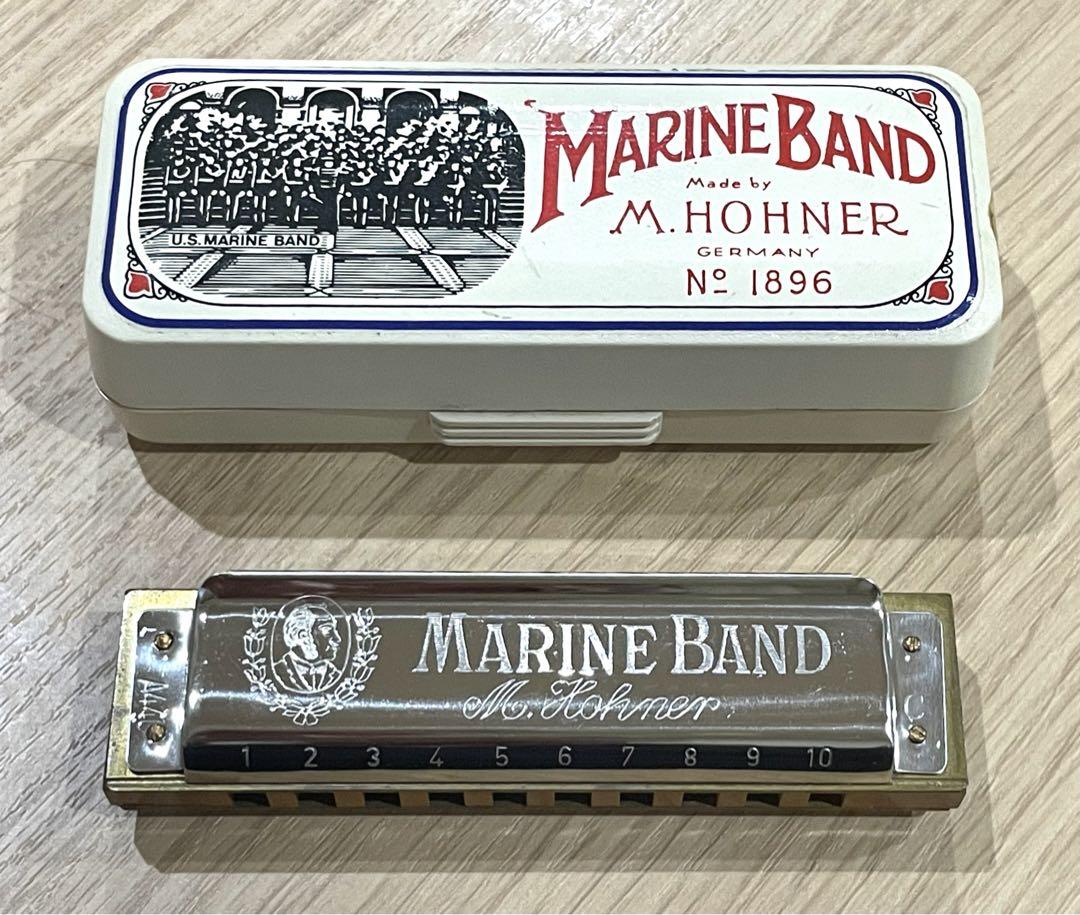 U.S. MARINE BAND
MARINE BAND
Made by
M. HOHNER
GERMANY
Nº 1896
MARINE BAND
M. Hohner
1 2 3 4 5 6 7 8 9 10
C